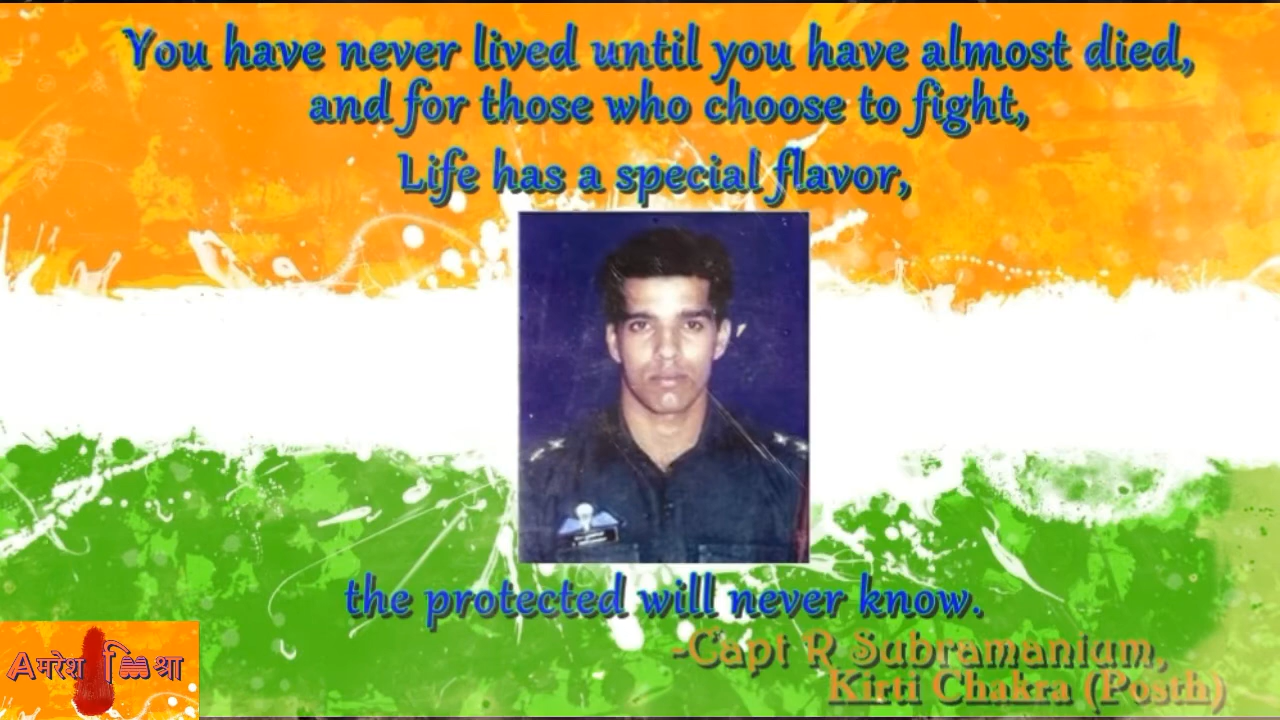 You have never lived until you have almost died,
and for those who choose to fight,
Life has a special flavor,
the protected will never know.
-Capt R Subramanium,
Kirti Chakra (Posth)
Aमरेश मिश्रा